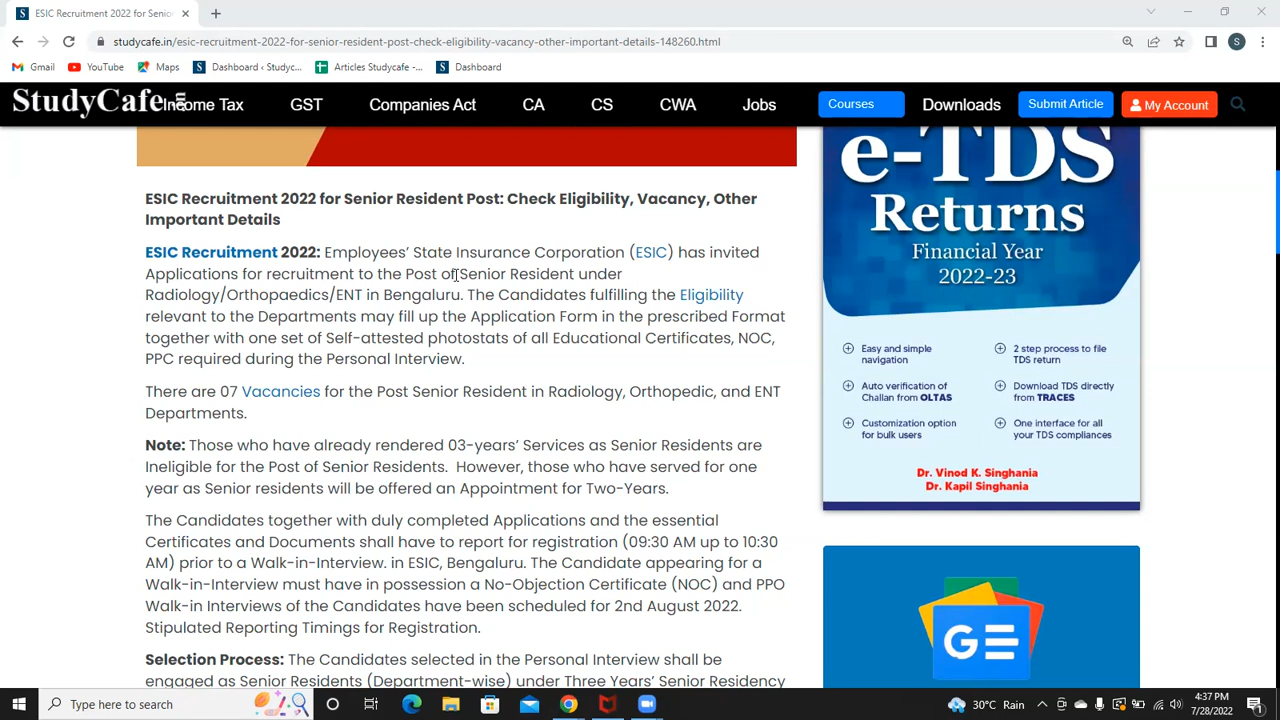 ESIC Recruitment 2022 for Senio
studycafe.in/esic-recruitment-2022-for-senior-resident-post-check-eligibility-vacancy-other-important-details-148260.html
S
Gmail YouTube Maps Dashboard ‹ Studyc... Articles Studycafe -... Dashboard
StudyCafe.in
Income Tax GST Companies Act CA CS CWA Jobs Courses Downloads Submit Article My Account
ESIC Recruitment 2022 for Senior Resident Post: Check Eligibility, Vacancy, Other
Important Details
ESIC Recruitment 2022: Employees’ State Insurance Corporation (ESIC) has invited
Applications for recruitment to the Post of Senior Resident under
Radiology/Orthopaedics/ENT in Bengaluru. The Candidates fulfilling the Eligibility
relevant to the Departments may fill up the Application Form in the prescribed Format
together with one set of Self-attested photostats of all Educational Certificates, NOC,
PPC required during the Personal Interview.
There are 07 Vacancies for the Post Senior Resident in Radiology, Orthopedic, and ENT
Departments.
Note: Those who have already rendered 03-years’ Services as Senior Residents are
Ineligible for the Post of Senior Residents. However, those who have served for one
year as Senior residents will be offered an Appointment for Two-Years.
The Candidates together with duly completed Applications and the essential
Certificates and Documents shall have to report for registration (09:30 AM up to 10:30
AM) prior to a Walk-in-Interview. in ESIC, Bengaluru. The Candidate appearing for a
Walk-in-Interview must have in possession a No-Objection Certificate (NOC) and PPO
Walk-in Interviews of the Candidates have been scheduled for 2nd August 2022.
Stipulated Reporting Timings for Registration.
Selection Process: The Candidates selected in the Personal Interview shall be
engaged as Senior Residents (Department-wise) under Three Years’ Senior Residency
e-TDS
Returns
Financial Year
2022-23
Easy and simple
navigation
2 step process to file
TDS return
Auto verification of
Challan from OLTAS
Download TDS directly
from TRACES
Customization option
for bulk users
One interface for all
your TDS compliances
Dr. Vinod K. Singhania
Dr. Kapil Singhania
GE
Type here to search
30°C Rain
4:37 PM
7/28/2022